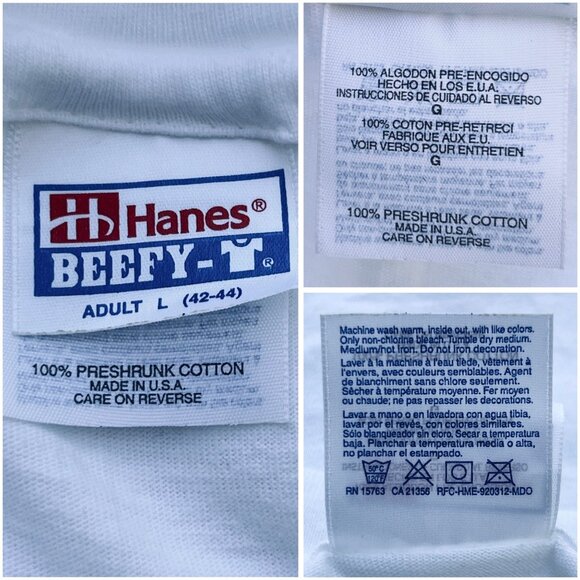 Hanes®
BEEFY-T®
ADULT L (42-44)
100% PRESHRUNK COTTON
MADE IN U.S.A.
CARE ON REVERSE
100% ALGODON PRE-ENCOGIDO
HECHO EN LOS E.U.A.
INSTRUCCIONES DE CUIDADO AL REVERSO
G
100% COTON PRE-RETRECI
FABRIQUE AUX E.U.
VOIR VERSO POUR ENTRETIEN
G
100% PRESHRUNK COTTON
MADE IN U.S.A.
CARE ON REVERSE
Machine wash warm, inside out, with like colors.
Only non-chlorine bleach. Tumble dry medium.
Medium/hot iron. Do not iron decoration.
Laver à la machine à l'eau tiède, vêtement à
l'envers, avec couleurs semblables. Agent
de blanchiment sans chlore seulement.
Sècher à température moyenne. Fer moyen
ou chaude; ne pas repasser les decorations.
Lavar a mano o en lavadora con agua tibia,
lavar por el revés, con colores similares.
Sólo blanqueador sin cloro. Secar a temperatura
baja. Planchar a temperatura media o alta,
no planchar el estampado.
50°C
120°F
RN 15763 CA 21356 RFC-HME-920312-MDO